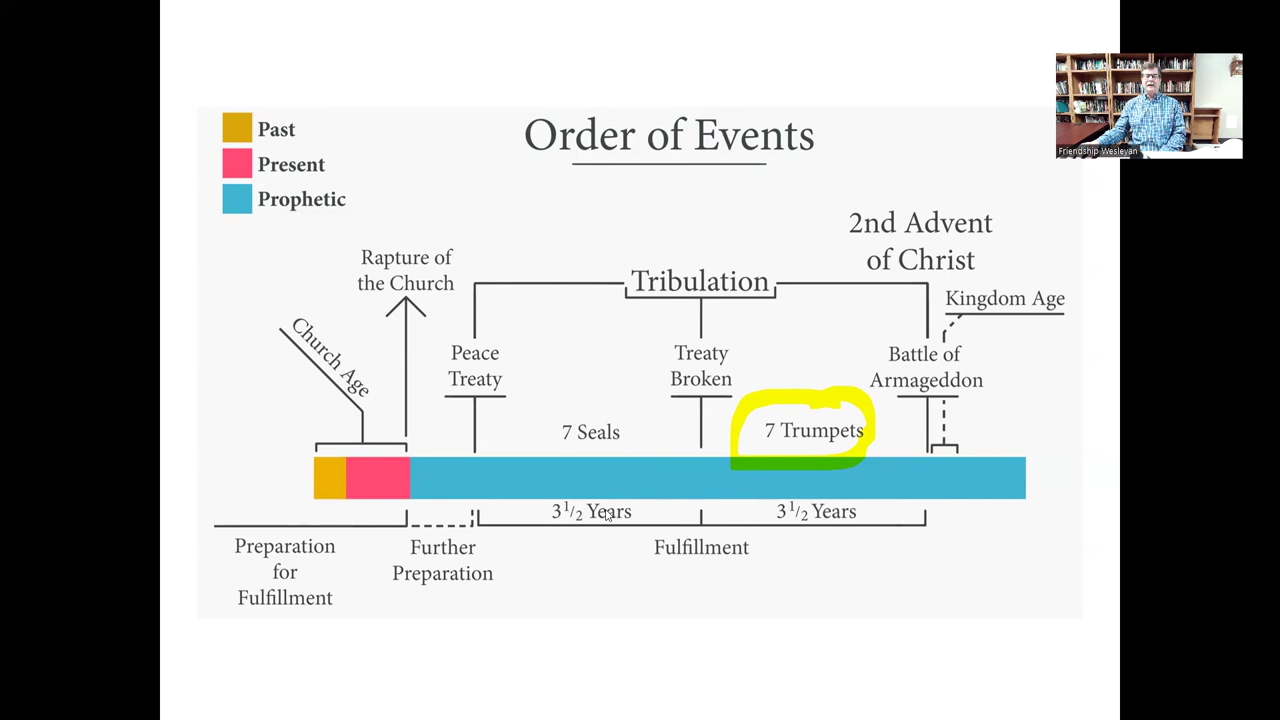 Past
Present
Prophetic
Order of Events
Friendship Wesleyan
2nd Advent
of Christ
Rapture of
the Church
Tribulation
Kingdom Age
Church Age
Peace
Treaty
Treaty
Broken
Battle of
Armageddon
7 Seals
7 Trumpets
3 1/2 Years
3 1/2 Years
Preparation
for
Fulfillment
Further
Preparation
Fulfillment